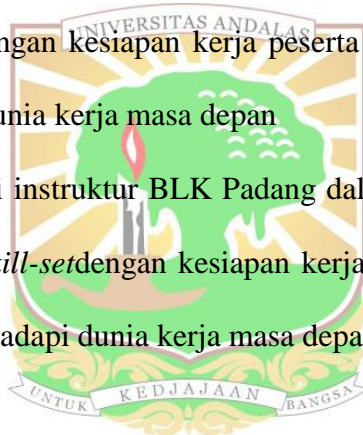 UNIVERSITAS ANDALAS
ngan kesiapan kerja peserta
unia kerja masa depan
i instruktur BLK Padang dal
ill-setdengan kesiapan kerja
adapi dunia kerja masa depa
UNTUK KEDJAJAAN BANGSA